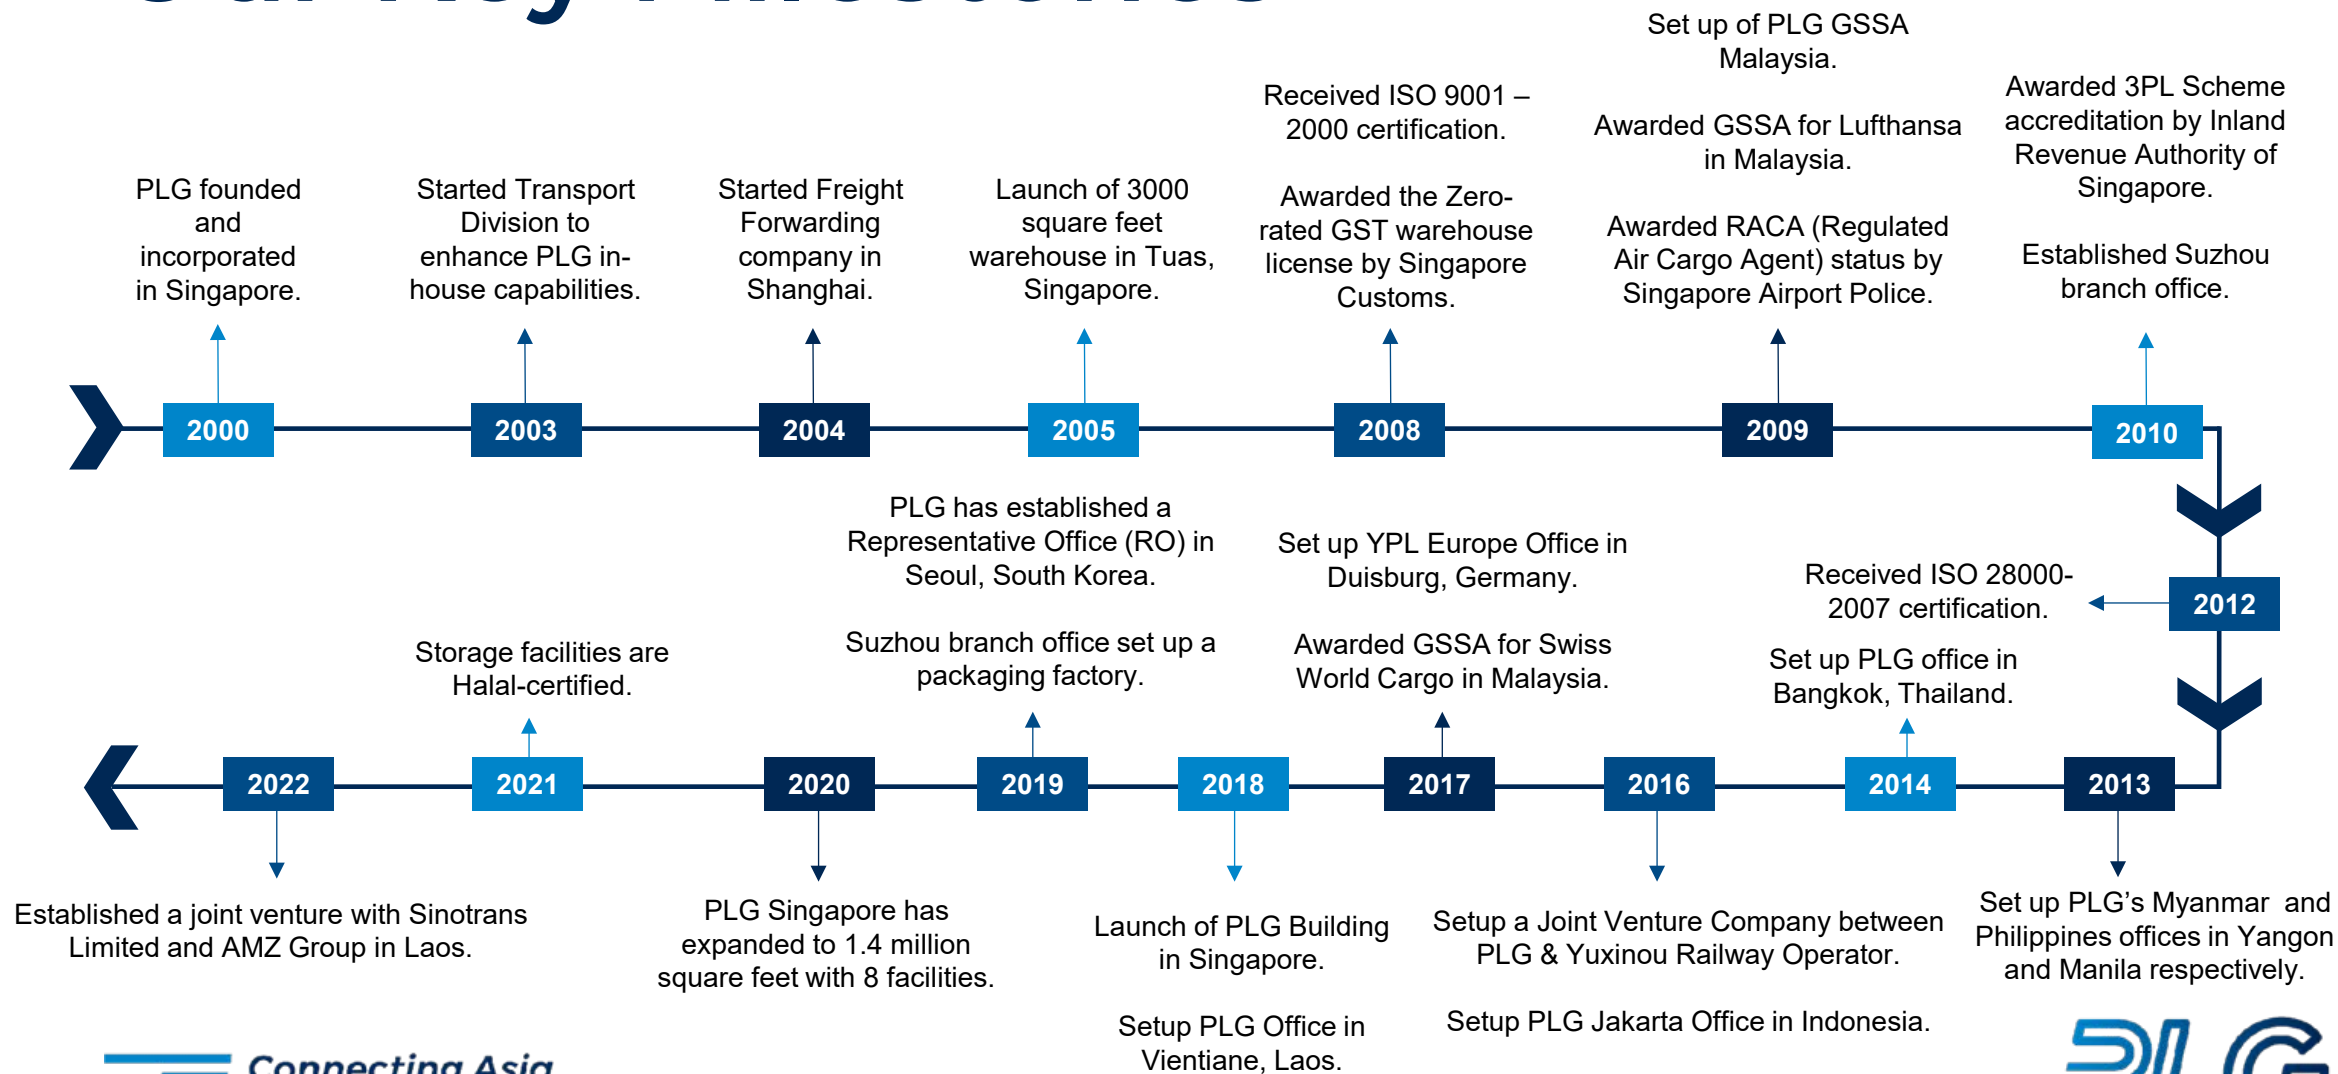 Our Key Milestones
PLG founded
and
incorporated
in Singapore.
Started Transport
Division to
enhance PLG in-
house capabilities.
Started Freight
Forwarding
company in
Shanghai.
Launch of 3000
square feet
warehouse in Tuas,
Singapore.
Received ISO 9001 –
2000 certification.
Awarded the Zero-
rated GST warehouse
license by Singapore
Customs.
Set up of PLG GSSA
Malaysia.
Awarded GSSA for Lufthansa
in Malaysia.
Awarded RACA (Regulated
Air Cargo Agent) status by
Singapore Airport Police.
Awarded 3PL Scheme
accreditation by Inland
Revenue Authority of
Singapore.
Established Suzhou
branch office.
2000
2003
2004
2005
2008
2009
2010
Received ISO 28000-
2007 certification.
2012
Storage facilities are
Halal-certified.
PLG has established a
Representative Office (RO) in
Seoul, South Korea.
Suzhou branch office set up a
packaging factory.
Set up YPL Europe Office in
Duisburg, Germany.
Awarded GSSA for Swiss
World Cargo in Malaysia.
Set up PLG office in
Bangkok, Thailand.
2022
2021
2020
2019
2018
2017
2016
2014
2013
Established a joint venture with Sinotrans
Limited and AMZ Group in Laos.
PLG Singapore has
expanded to 1.4 million
square feet with 8 facilities.
Launch of PLG Building
in Singapore.
Setup PLG Office in
Vientiane, Laos.
Setup a Joint Venture Company between
PLG & Yuxinou Railway Operator.
Setup PLG Jakarta Office in Indonesia.
Set up PLG’s Myanmar  and
Philippines offices in Yangon
and Manila respectively.
Connecting Asia
PLG